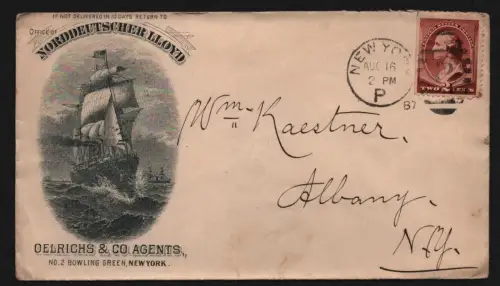 IF NOT DELIVERED IN 10 DAYS RETURN TO
OFFICE OF
NORDDEUTSCHER LLOYD
OELRICHS & CO. AGENTS,
NO. 2 BOWLING GREEN, NEW YORK.
NEW YORK
AUG 16
2 PM
P
87
TWO
Wm. Kaestner,
Albany,
N.Y.